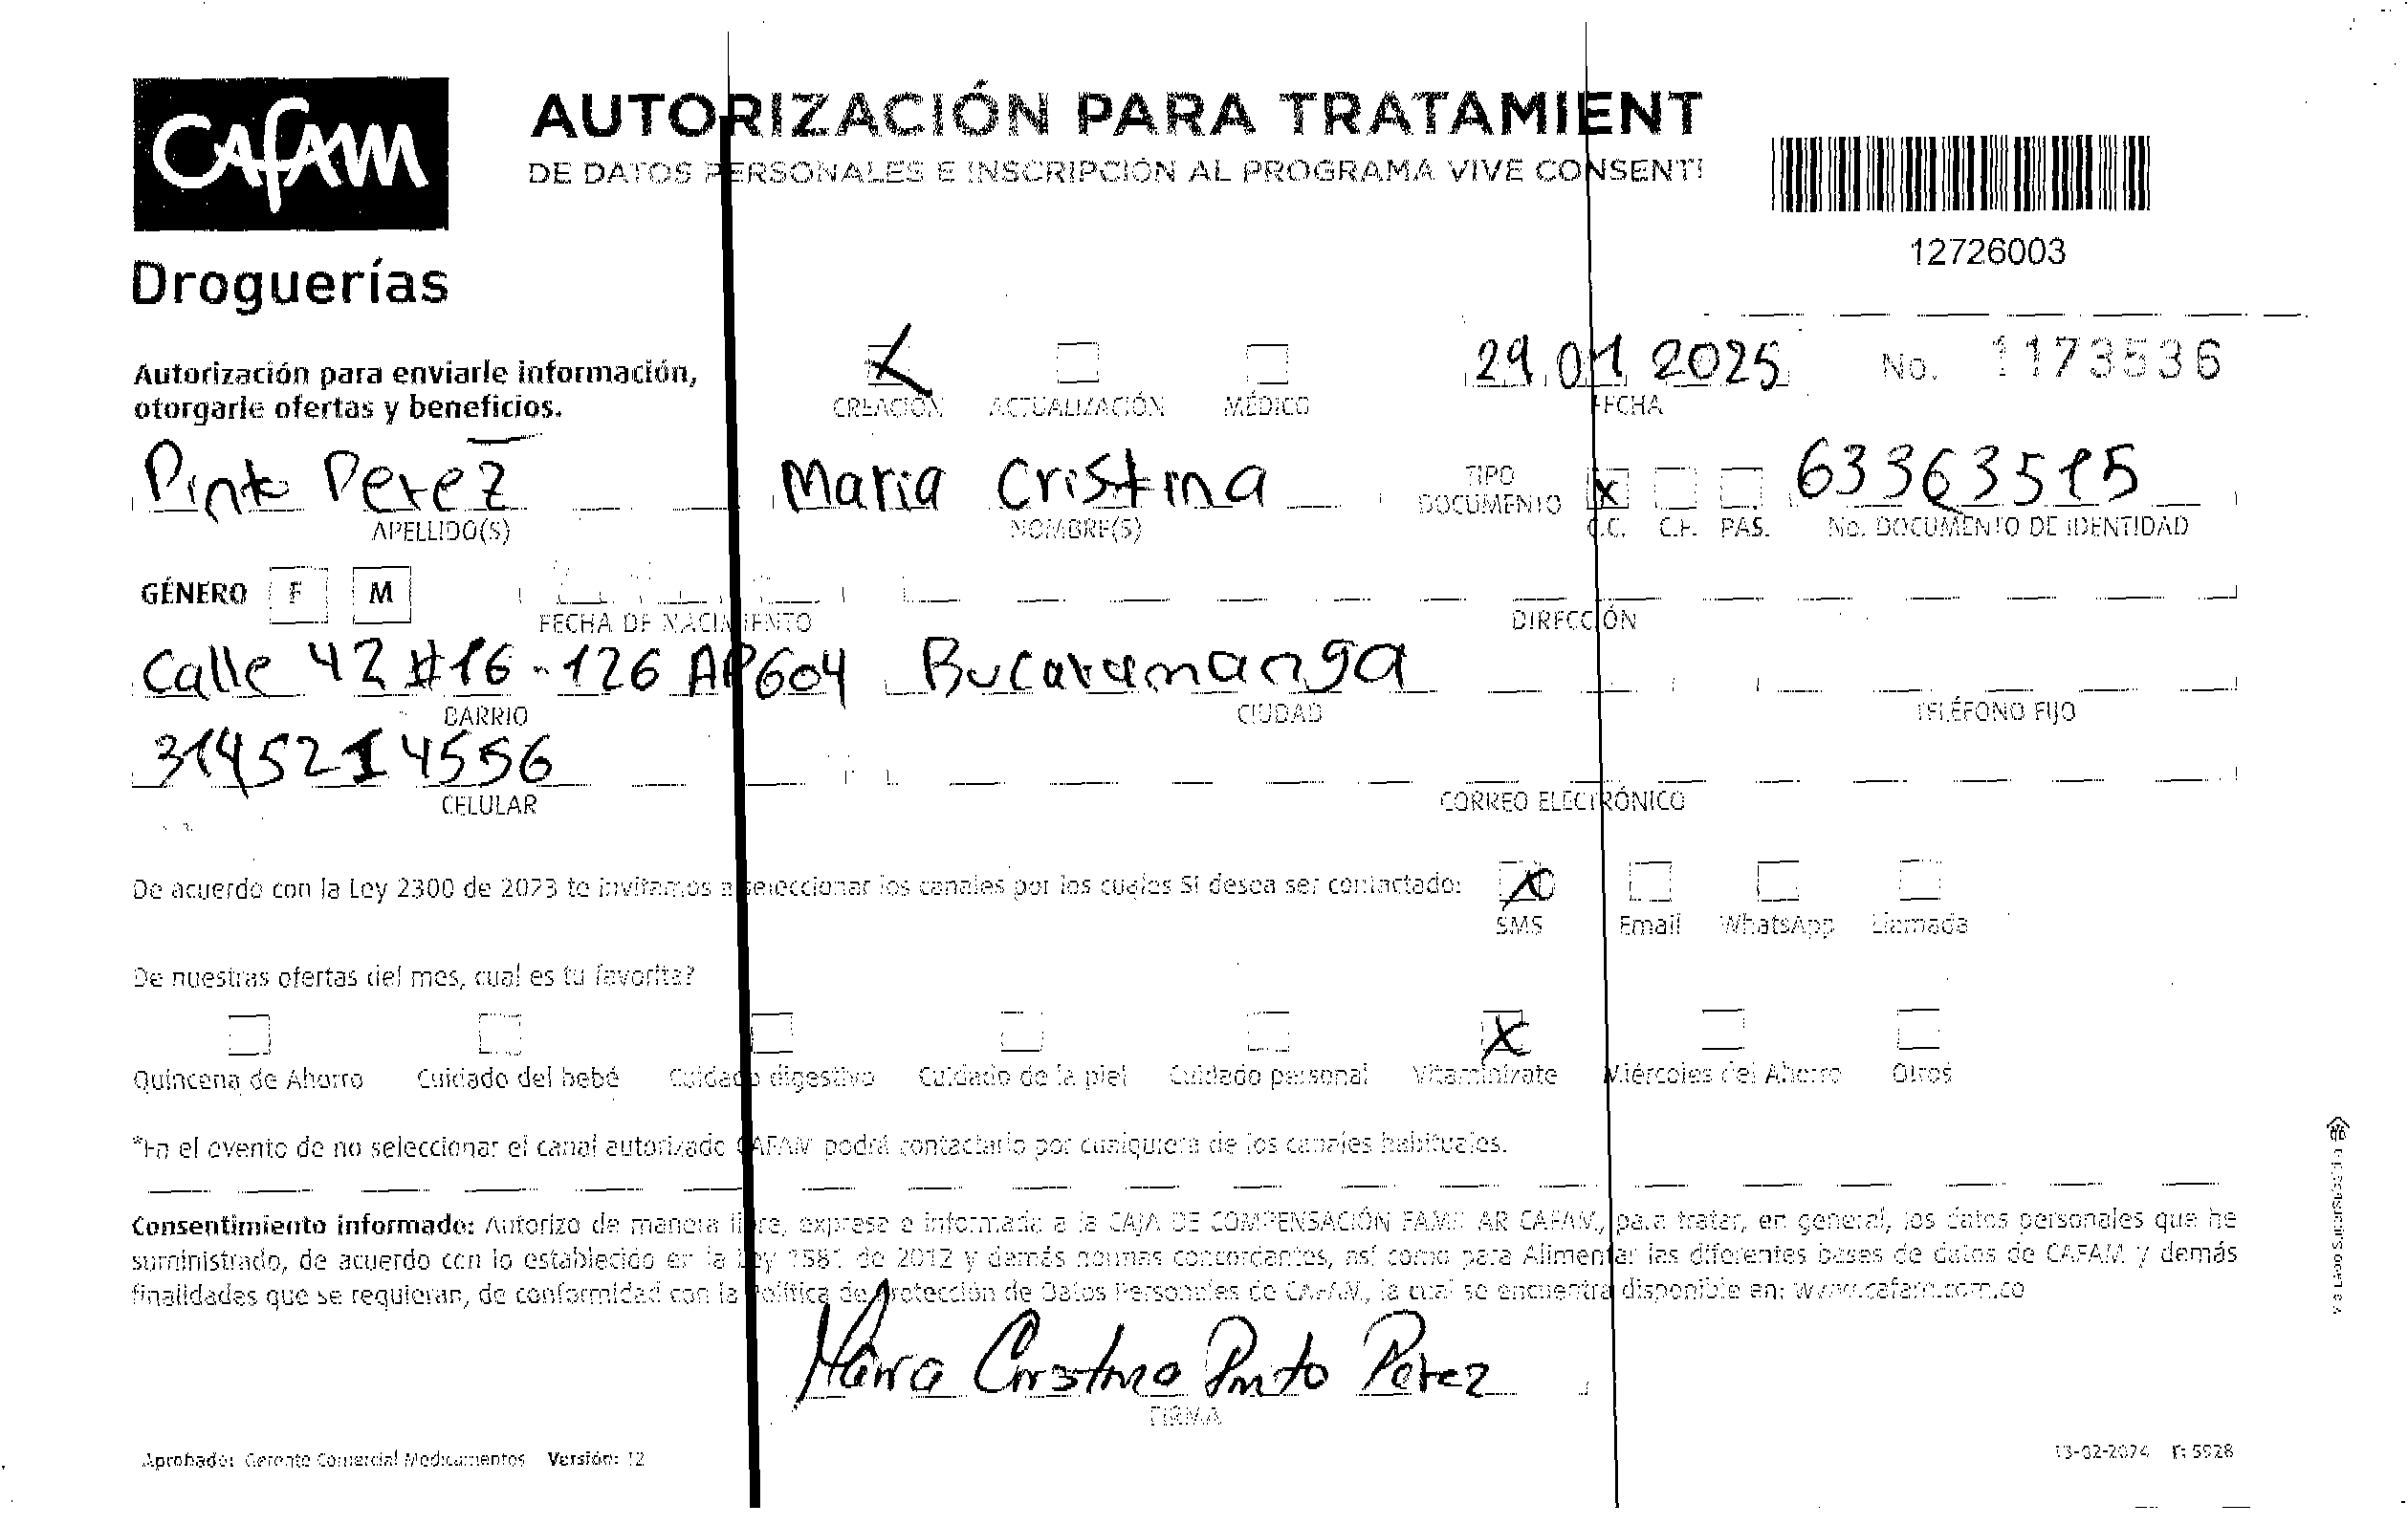 CAFAM
Droguerías
AUTORIZACIÓN PARA TRATAMIENT
DE DATOS PERSONALES E INSCRIPCIÓN AL PROGRAMA VIVE CONSENTI
12726003
Autorización para enviarle información,
otorgarle ofertas y beneficios.
CREACIÓN ACTUALIZACIÓN MÉDICO
29 01 2025
FECHA
No. 1173536
Pinto Perez
APELLIDO(S)
Maria Cristina
NOMBRE(S)
TIPO
DOCUMENTO
X
C.C. C.E. PAS.
63363515
No. DOCUMENTO DE IDENTIDAD
GÉNERO F M
FECHA DE NACIMIENTO
DIRECCIÓN
Calle 42 #16-126 AP604
BARRIO
Bucaramanga
CIUDAD
TELÉFONO FIJO
3145214556
CELULAR
CORREO ELECTRÓNICO
De acuerdo con la Ley 2300 de 2023 te invitamos a seleccionar los canales por los cuales SI desea ser contactado:
X
SMS Email WhatsApp Llamada
De nuestras ofertas del mes, cual es tu favorita?
X
Quincena de Ahorro Cuidado del bebé Cuidado digestivo Cuidado de la piel Cuidado personal Vitaminízate Miércoles del Ahorro Otros
*En el evento de no seleccionar el canal autorizado CAFAM podrá contactarlo por cualquiera de los canales habituales.
Consentimiento informado: Autorizo de manera libre, expresa e informada a la CAJA DE COMPENSACIÓN FAMILIAR CAFAM, para tratar, en general, los datos personales que he
suministrado, de acuerdo con lo establecido en la Ley 1581 de 2012 y demás normas concordantes, así como para Alimentar las diferentes bases de datos de CAFAM y demás
finalidades que se requieran, de conformidad con la Política de Protección de Datos Personales de CAFAM, la cual se encuentra disponible en: www.cafam.com.co
Maria Cristina Pinto Perez
FIRMA
Aprobado: Gerente Comercial Medicamentos Versión: 12
13-02-2024 F: 5928